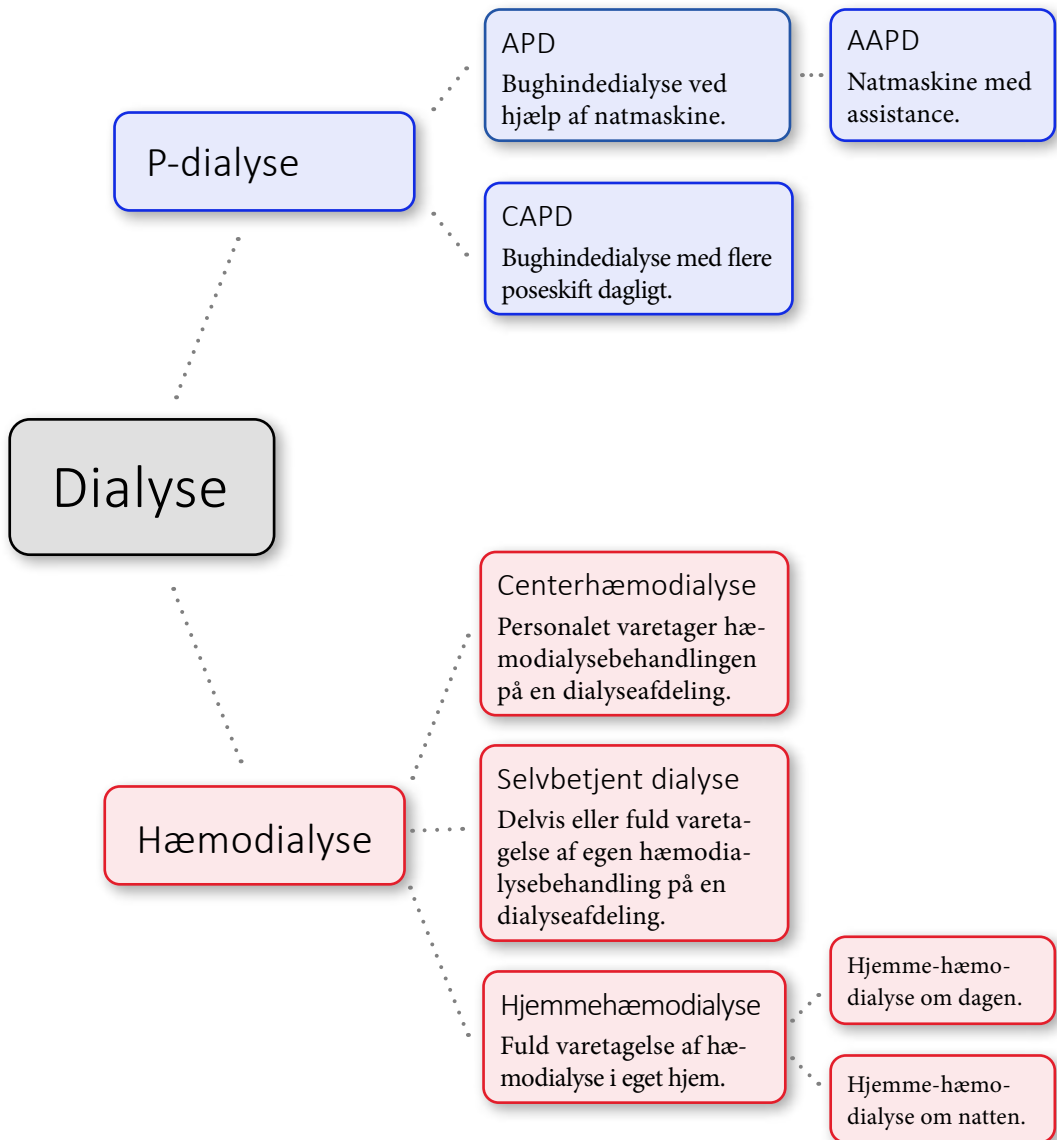 APD
Bughindedialyse ved
hjælp af natmaskine.
AAPD
Natmaskine med
assistance.
P-dialyse
CAPD
Bughindedialyse med flere
poseskift dagligt.
Dialyse
Centerhæmodialyse
Personalet varetager hæ-
modialysebehandlingen
på en dialyseafdeling.
Hæmodialyse
Selvbetjent dialyse
Delvis eller fuld vareta-
gelse af egen hæmodia-
lysebehandling på en
dialyseafdeling.
Hjemmehæmodialyse
Fuld varetagelse af hæ-
modialyse i eget hjem.
Hjemme-hæmo-
dialyse om dagen.
Hjemme-hæmo-
dialyse om natten.